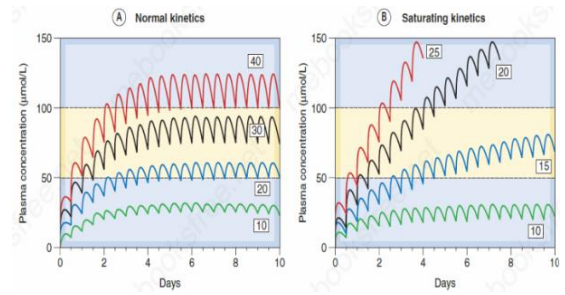 A Normal kinetics
Plasma concentration (µmol/L)
150
100
50
0
40
30
20
10
0 2 4 6 8 10
Days
B Saturating kinetics
Plasma concentration (µmol/L)
150
100
50
0
25
20
15
10
0 2 4 6 8 10
Days